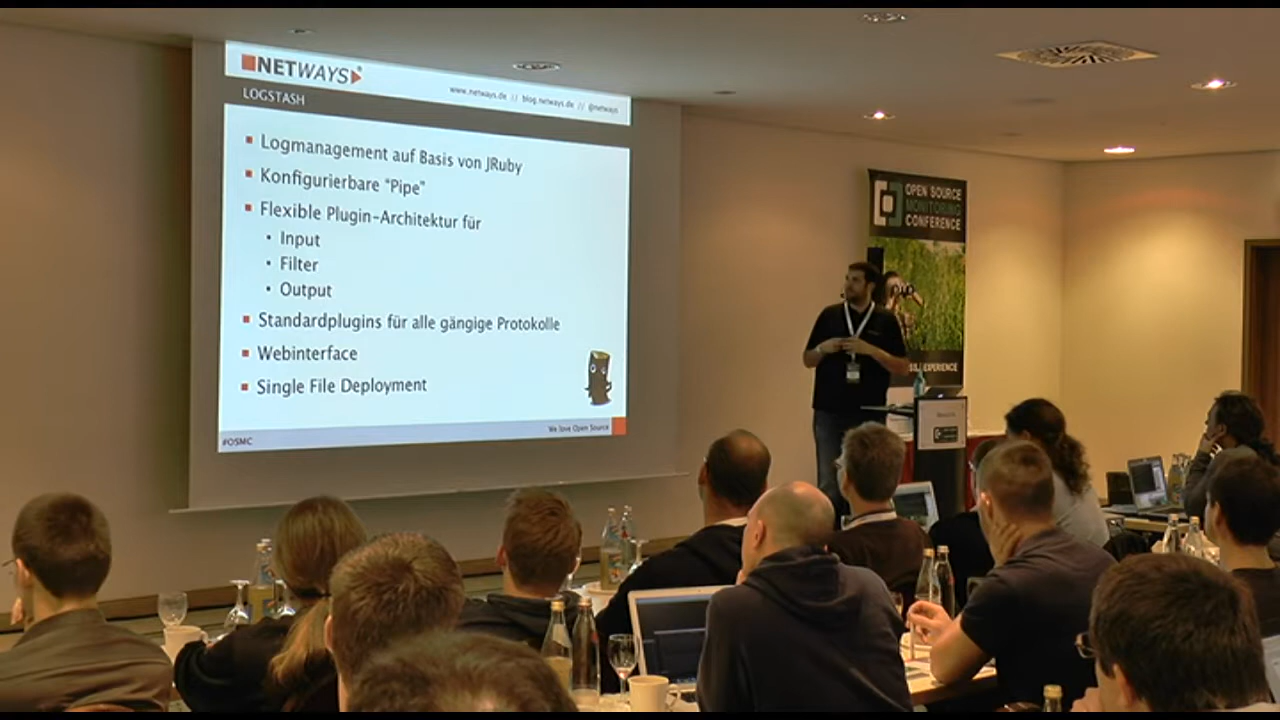 NETWAYS
www.netways.de // blog.netways.de // @netways
LOGSTASH
Logmanagement auf Basis von JRuby
Konfigurierbare "Pipe"
Flexible Plugin-Architektur für
Input
Filter
Output
Standardplugins für alle gängige Protokolle
Webinterface
Single File Deployment
#OSMC
We love Open Source
OPEN SOURCE
MONITORING
CONFERENCE
EXPERIENCE